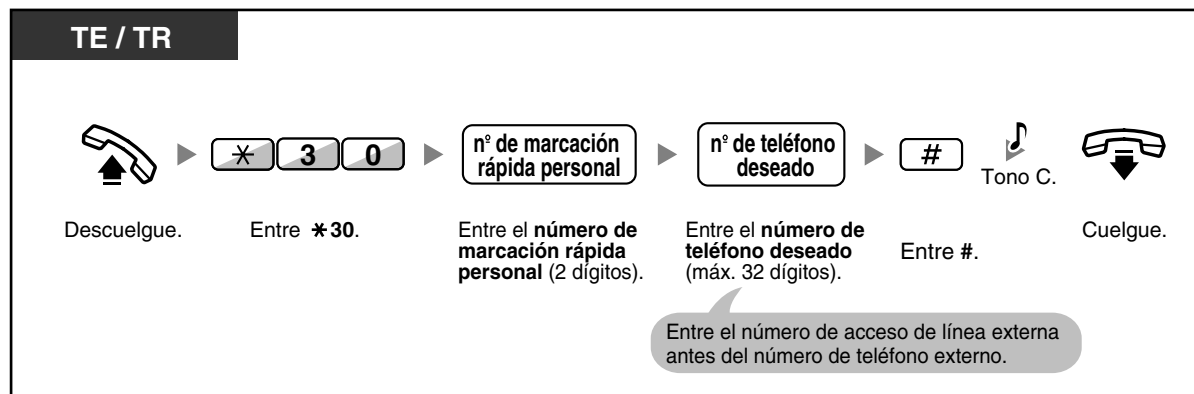 TE / TR
✳ 3 0
nº de marcación
rápida personal
nº de teléfono
deseado
#
Tono C.
Descuelgue.
Entre ✳30.
Entre el número de
marcación rápida
personal (2 dígitos).
Entre el número de
teléfono deseado
(máx. 32 dígitos).
Entre #.
Cuelgue.
Entre el número de acceso de línea externa
antes del número de teléfono externo.